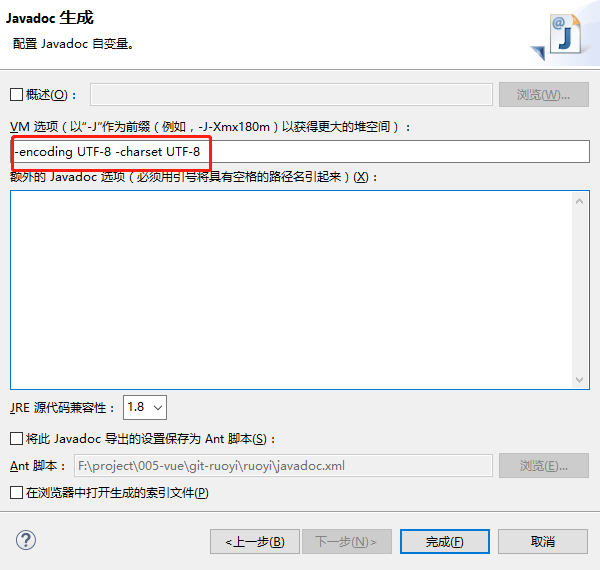 Javadoc 生成
配置 Javadoc 自变量。
概述(O)：
浏览(W)...
VM 选项（以“-J”作为前缀（例如，-J-Xmx180m）以获得更大的堆空间）：
-encoding UTF-8 -charset UTF-8
额外的 Javadoc 选项（必须用引号将具有空格的路径名引起来）(X)：
JRE 源代码兼容性： 1.8
将此 Javadoc 导出的设置保存为 Ant 脚本(S)：
Ant 脚本： F:\project\005-vue\git-ruoyi\ruoyi\javadoc.xml
浏览(E)...
在浏览器中打开生成的索引文件(P)
?
<上一步(B)
下一步(N)>
完成(F)
取消